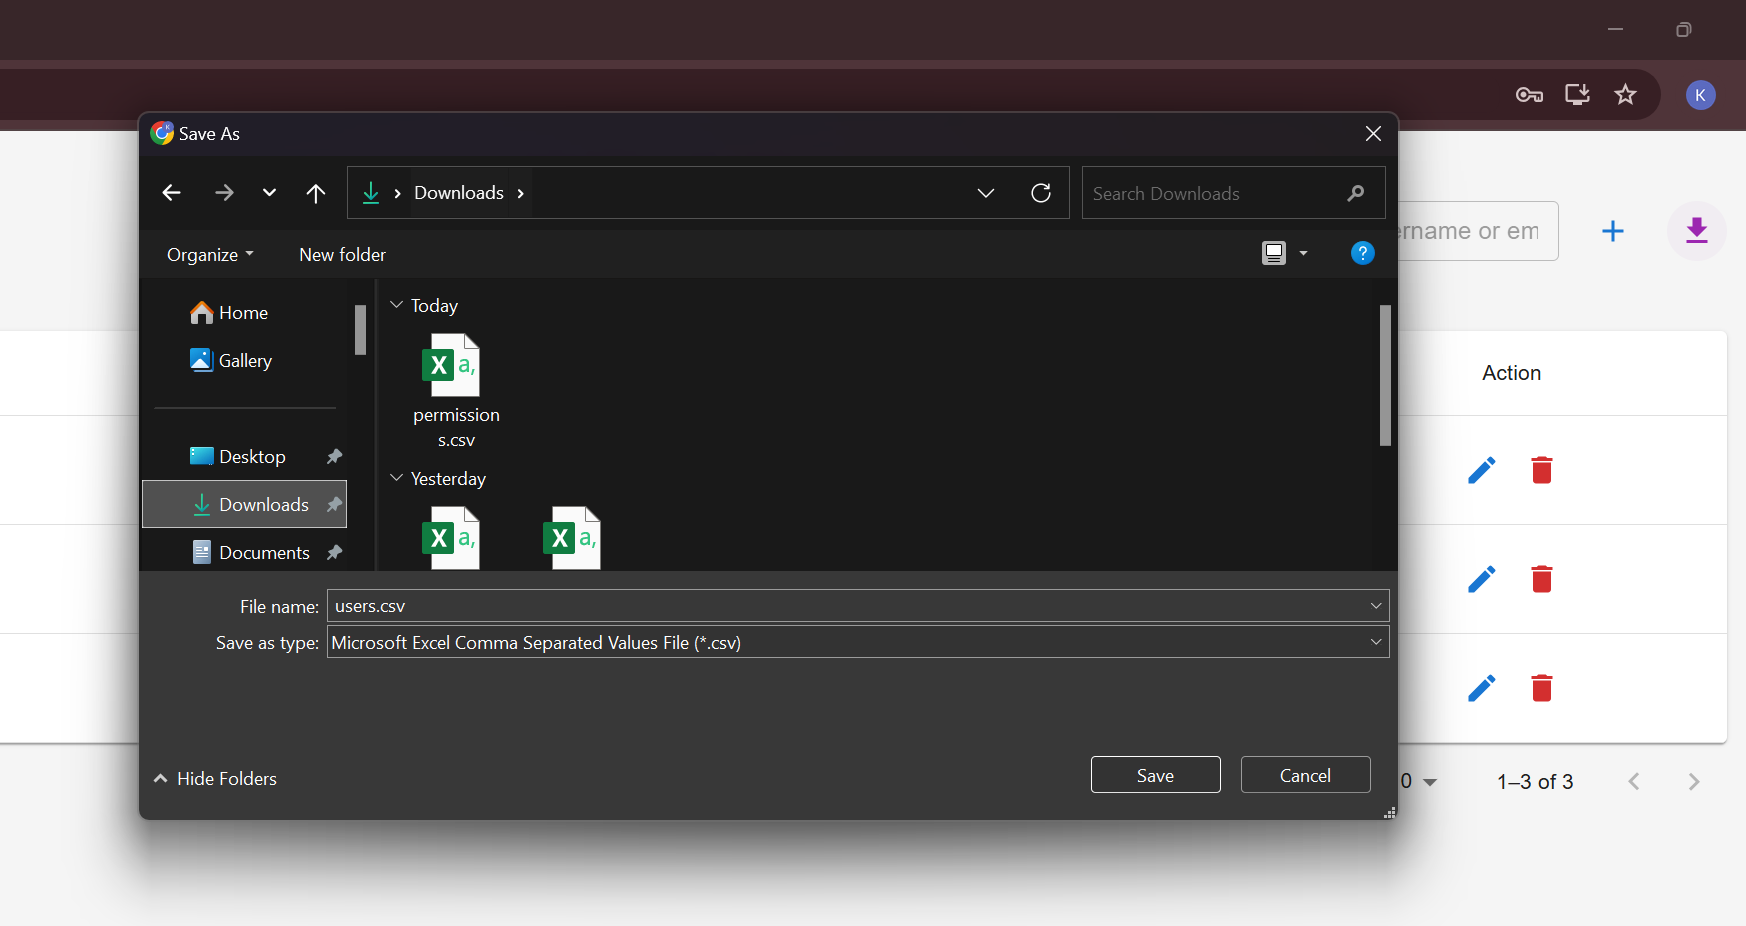 K
Save As
Downloads
Search Downloads
ername or em
Organize
New folder
?
Home
Gallery
Desktop
Downloads
Documents
Today
X a,
permission
s.csv
Yesterday
X a,
X a,
Action
File name:
users.csv
Save as type:
Microsoft Excel Comma Separated Values File (*.csv)
Hide Folders
Save
Cancel
0
1–3 of 3